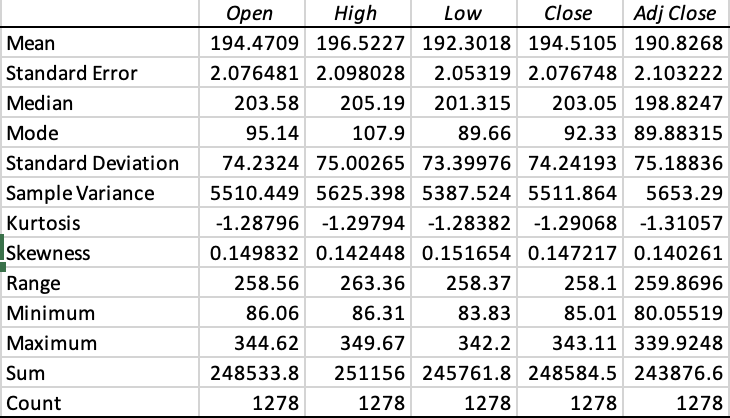 Open High Low Close Adj Close
Mean 194.4709 196.5227 192.3018 194.5105 190.8268
Standard Error 2.076481 2.098028 2.05319 2.076748 2.103222
Median 203.58 205.19 201.315 203.05 198.8247
Mode 95.14 107.9 89.66 92.33 89.88315
Standard Deviation 74.2324 75.00265 73.39976 74.24193 75.18836
Sample Variance 5510.449 5625.398 5387.524 5511.864 5653.29
Kurtosis -1.28796 -1.29794 -1.28382 -1.29068 -1.31057
Skewness 0.149832 0.142448 0.151654 0.147217 0.140261
Range 258.56 263.36 258.37 258.1 259.8696
Minimum 86.06 86.31 83.83 85.01 80.05519
Maximum 344.62 349.67 342.2 343.11 339.9248
Sum 248533.8 251156 245761.8 248584.5 243876.6
Count 1278 1278 1278 1278 1278